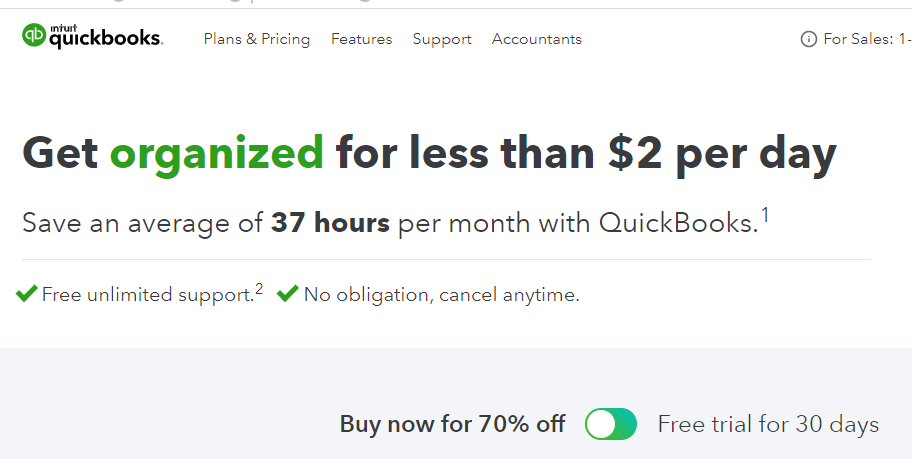 intuit
quickbooks.
Plans & Pricing Features Support Accountants
For Sales: 1-
Get organized for less than $2 per day
Save an average of 37 hours per month with QuickBooks.1
Free unlimited support.2 No obligation, cancel anytime.
Buy now for 70% off Free trial for 30 days